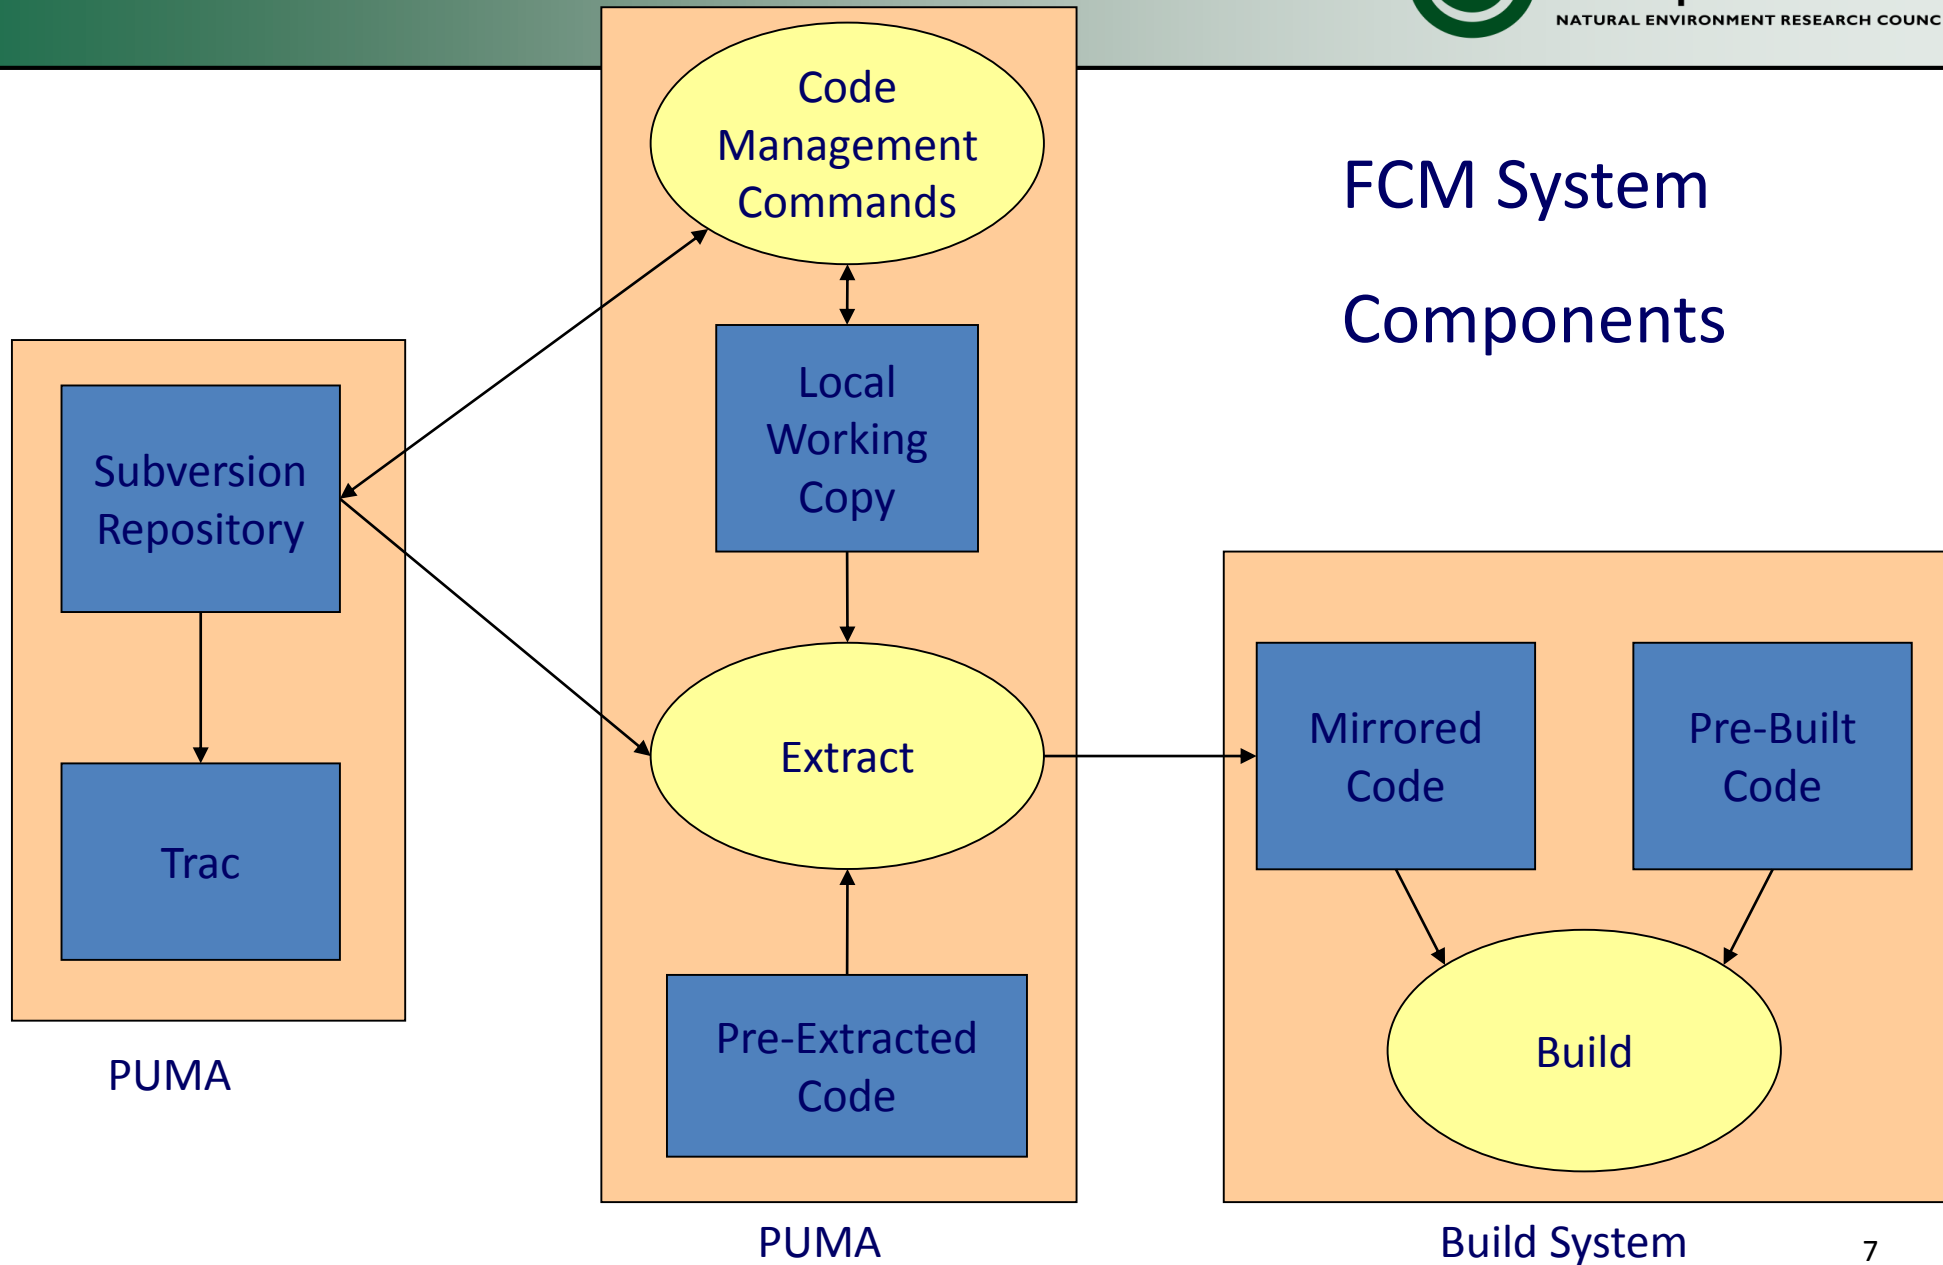 NATURAL ENVIRONMENT RESEARCH
FCM System
Components
Code
Management
Commands
Local
Working
Copy
Subversion
Repository
Trac
Extract
Pre-Extracted
Code
Mirrored
Code
Pre-Built
Code
Build
PUMA
PUMA
Build System
7